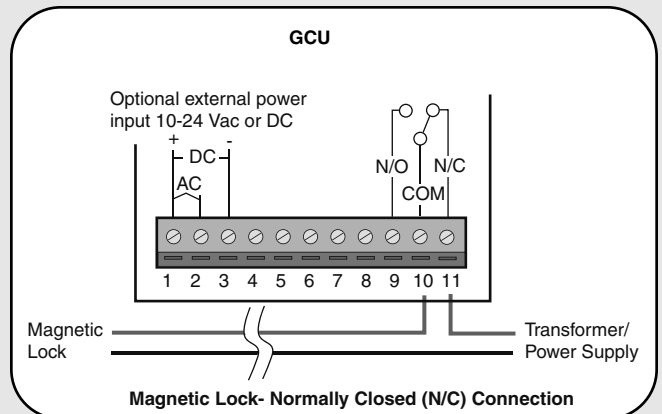 GCU
Optional external power
input 10-24 Vac or DC
+ -
DC
AC
N/O N/C
COM
1 2 3 4 5 6 7 8 9 10 11
Magnetic
Lock
Transformer/
Power Supply
Magnetic Lock- Normally Closed (N/C) Connection